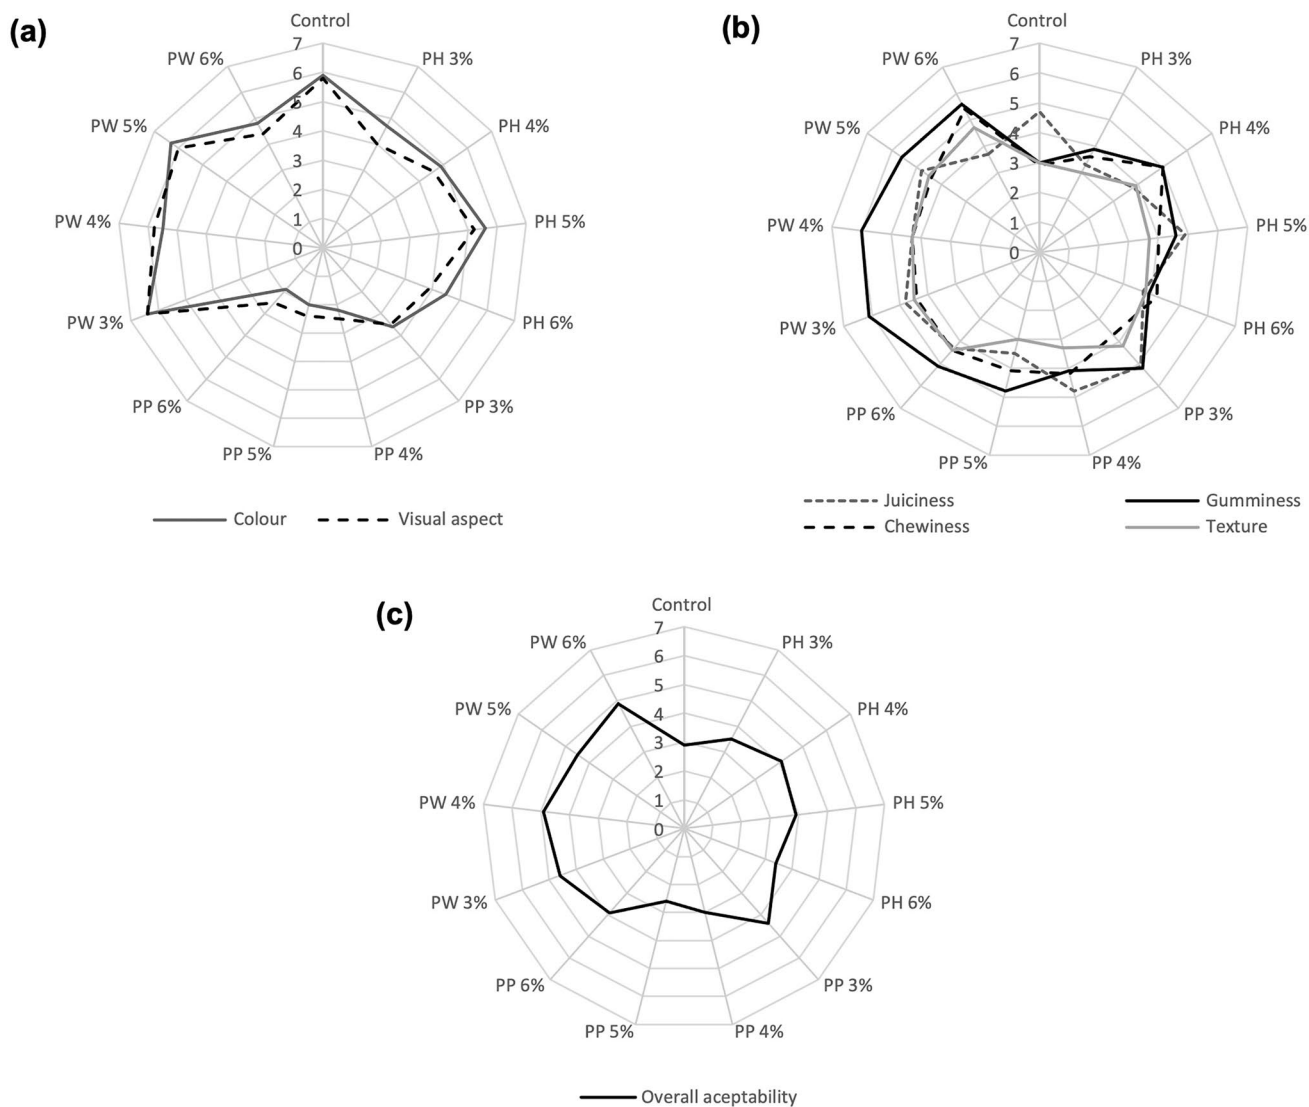 (a)
Control
7
PW 6%
PH 3%
6
5
PW 5%
PH 4%
4
3
2
PW 4%
PH 5%
1
0
PW 3%
PH 6%
PP 6%
PP 3%
PP 5%
PP 4%
Colour
Visual aspect
(b)
Control
7
PW 6%
PH 3%
6
5
PW 5%
PH 4%
4
3
2
PW 4%
PH 5%
1
0
PW 3%
PH 6%
PP 6%
PP 3%
PP 5%
PP 4%
Juiciness
Gumminess
Chewiness
Texture
(c)
Control
7
PW 6%
PH 3%
6
5
PW 5%
PH 4%
4
3
2
PW 4%
PH 5%
1
0
PW 3%
PH 6%
PP 6%
PP 3%
PP 5%
PP 4%
Overall aceptability